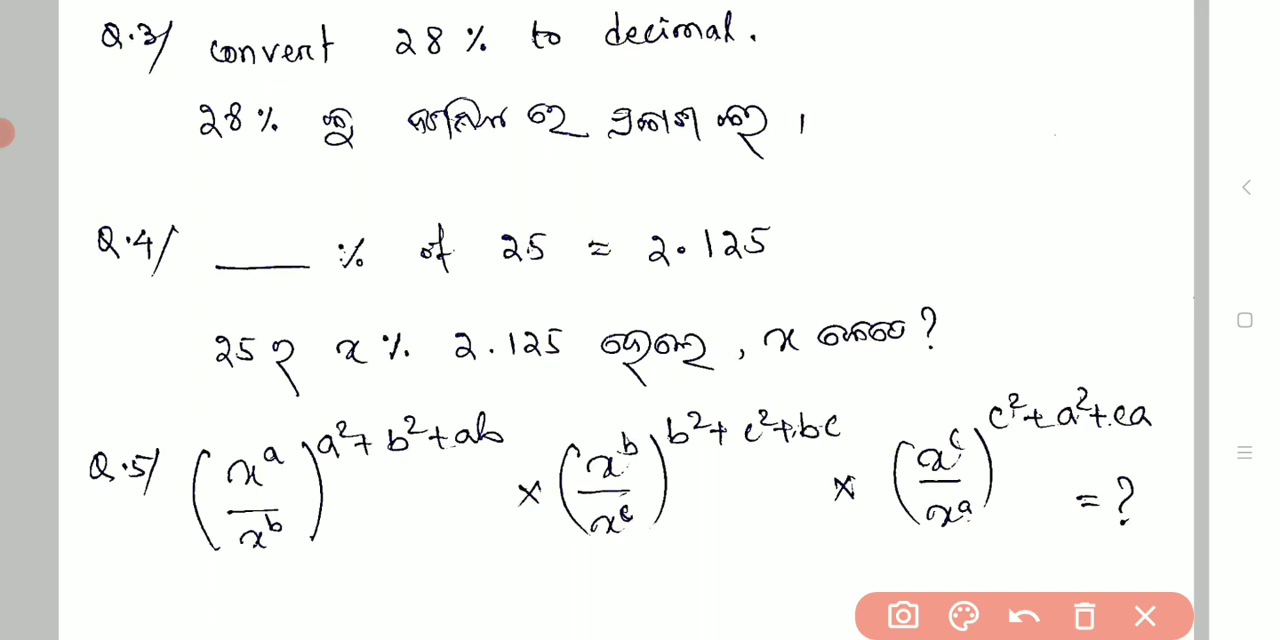 Q.3/ convert 28 % to decimal.
28 % କୁ ଦଶମିକ ରେ ପ୍ରକାଶ କର ।
Q.4/ ____ % of 25 = 2.125
25 ର x %. 2.125 ହେଲେ, x କେତେ?
Q.5/ (x^a/x^b)^(a²+b²+ab) × (x^b/x^c)^(b²+c²+bc) × (x^c/x^a)^(c²+a²+ca) = ?